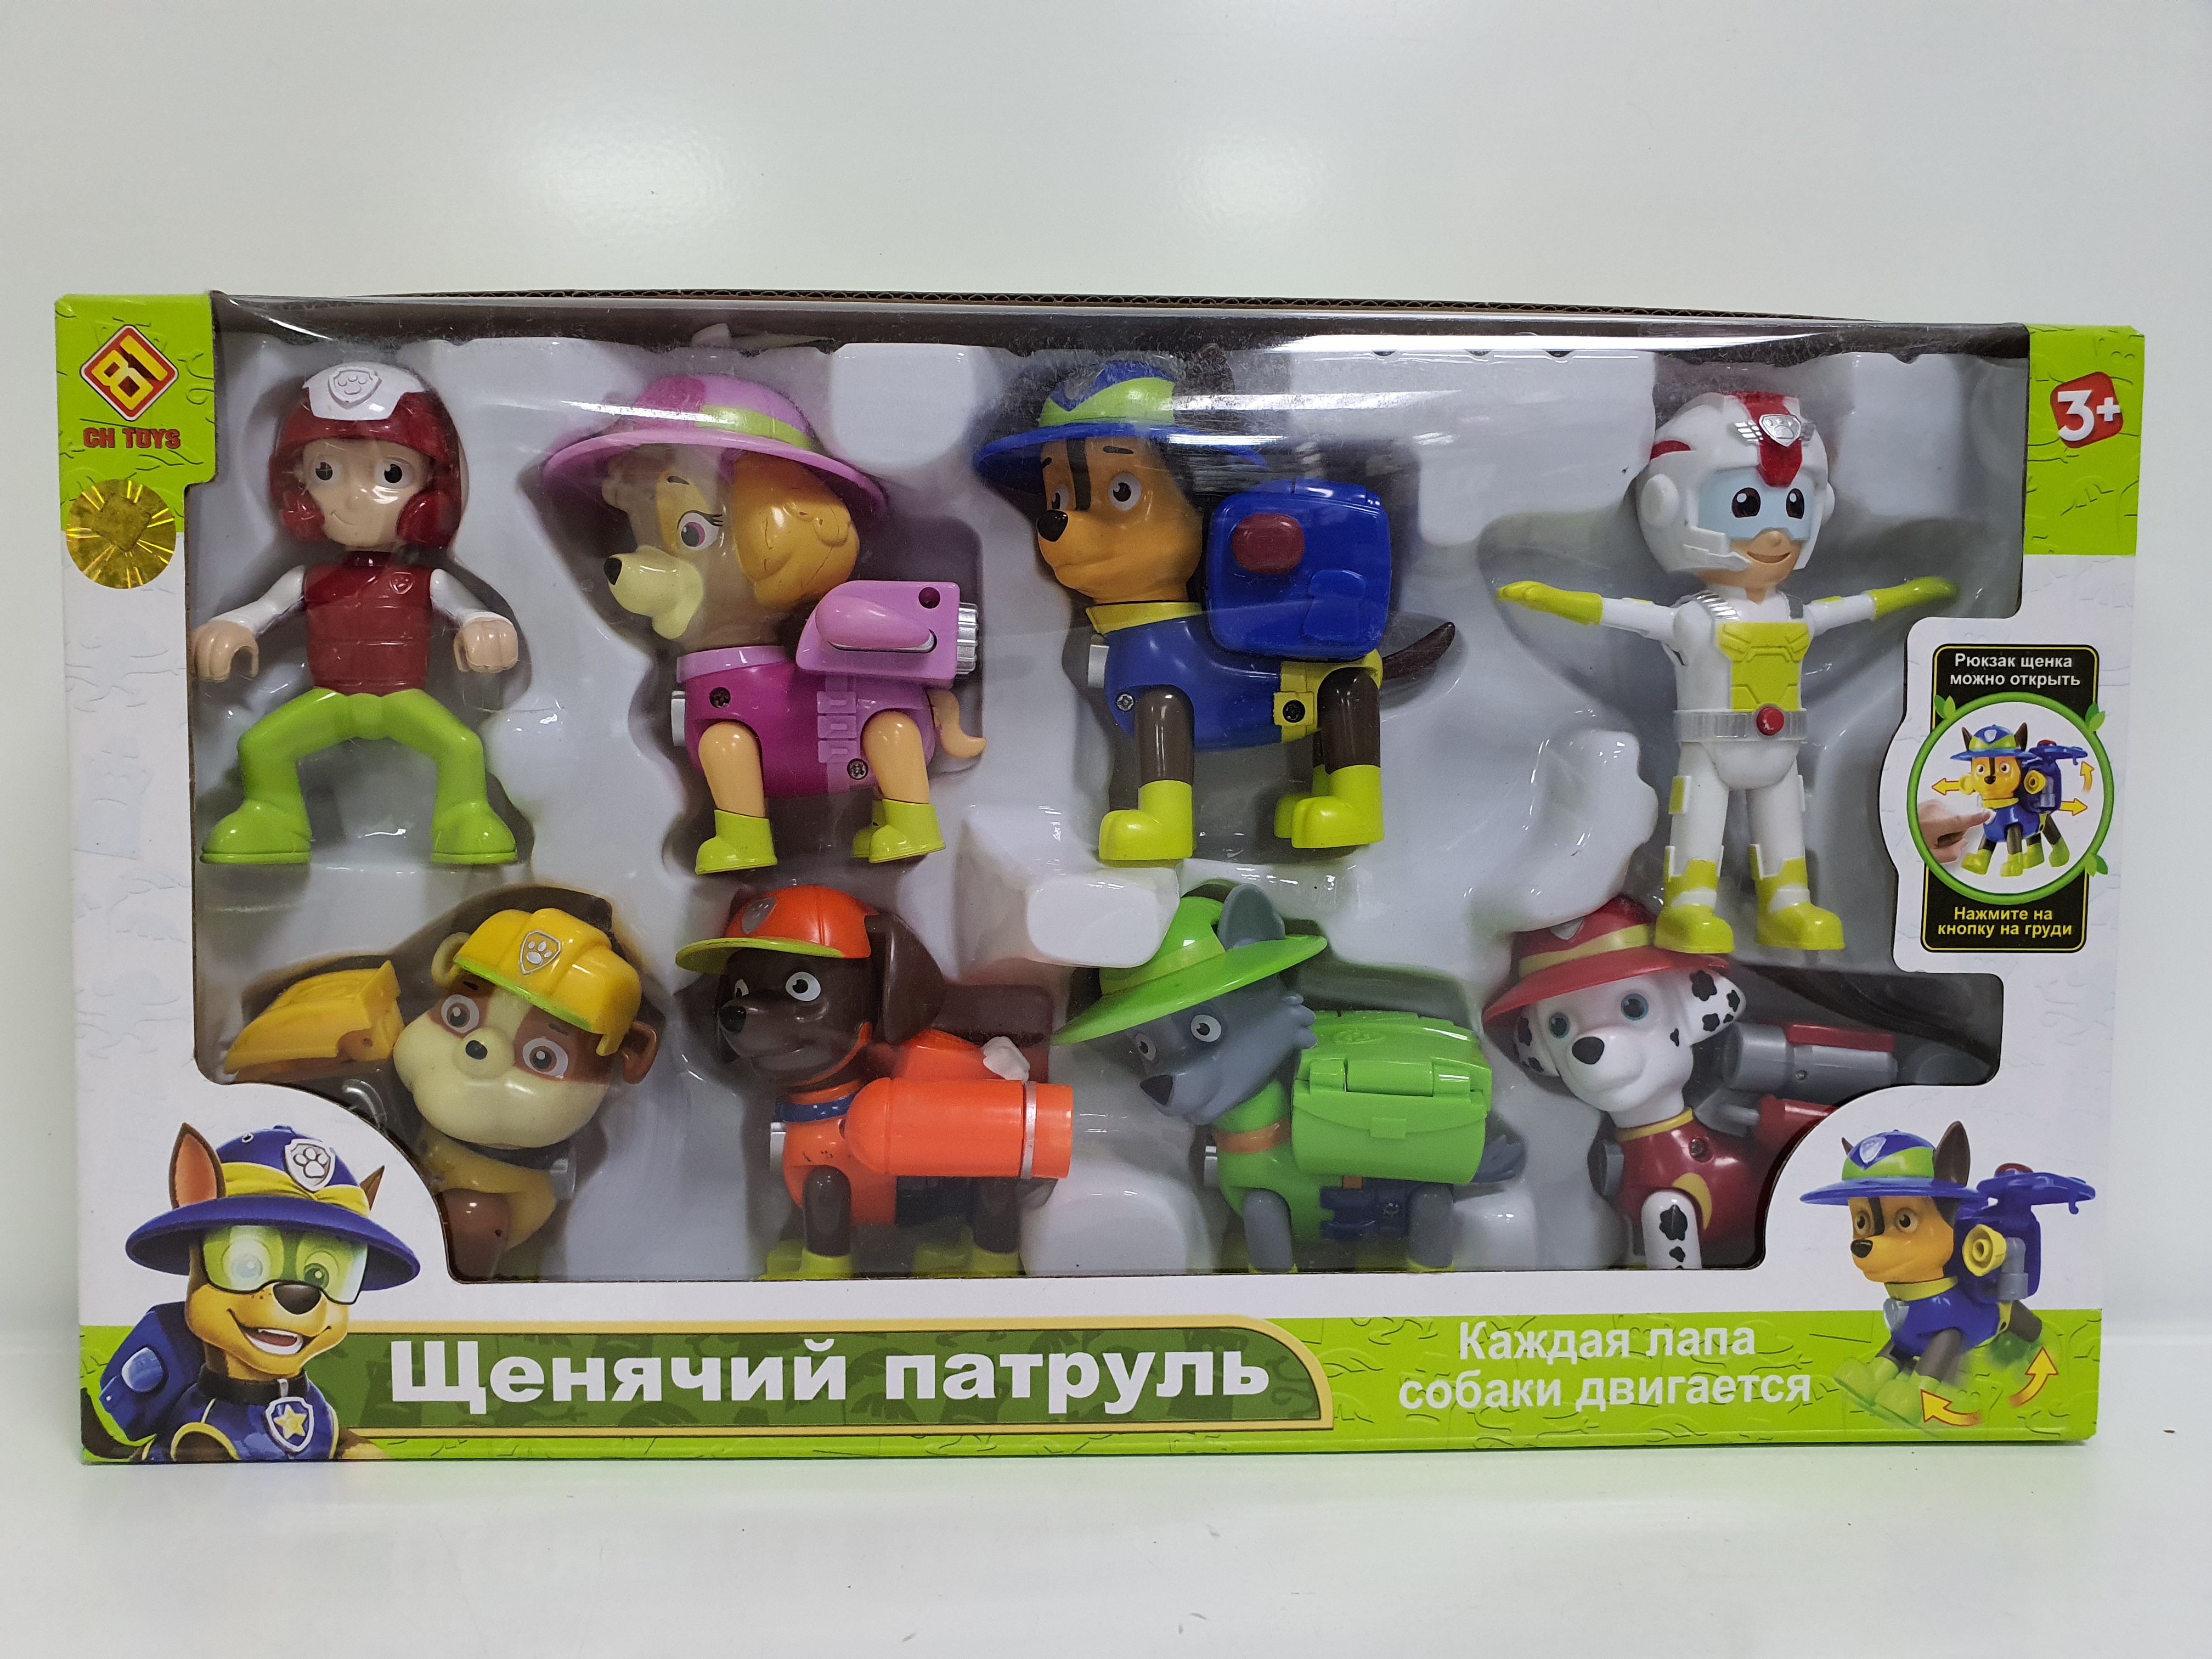 81
CH TOYS
3+
Рюкзак щенка
можно открыть
Нажмите на
кнопку на груди
Щенячий патруль
Каждая лапа
собаки двигается